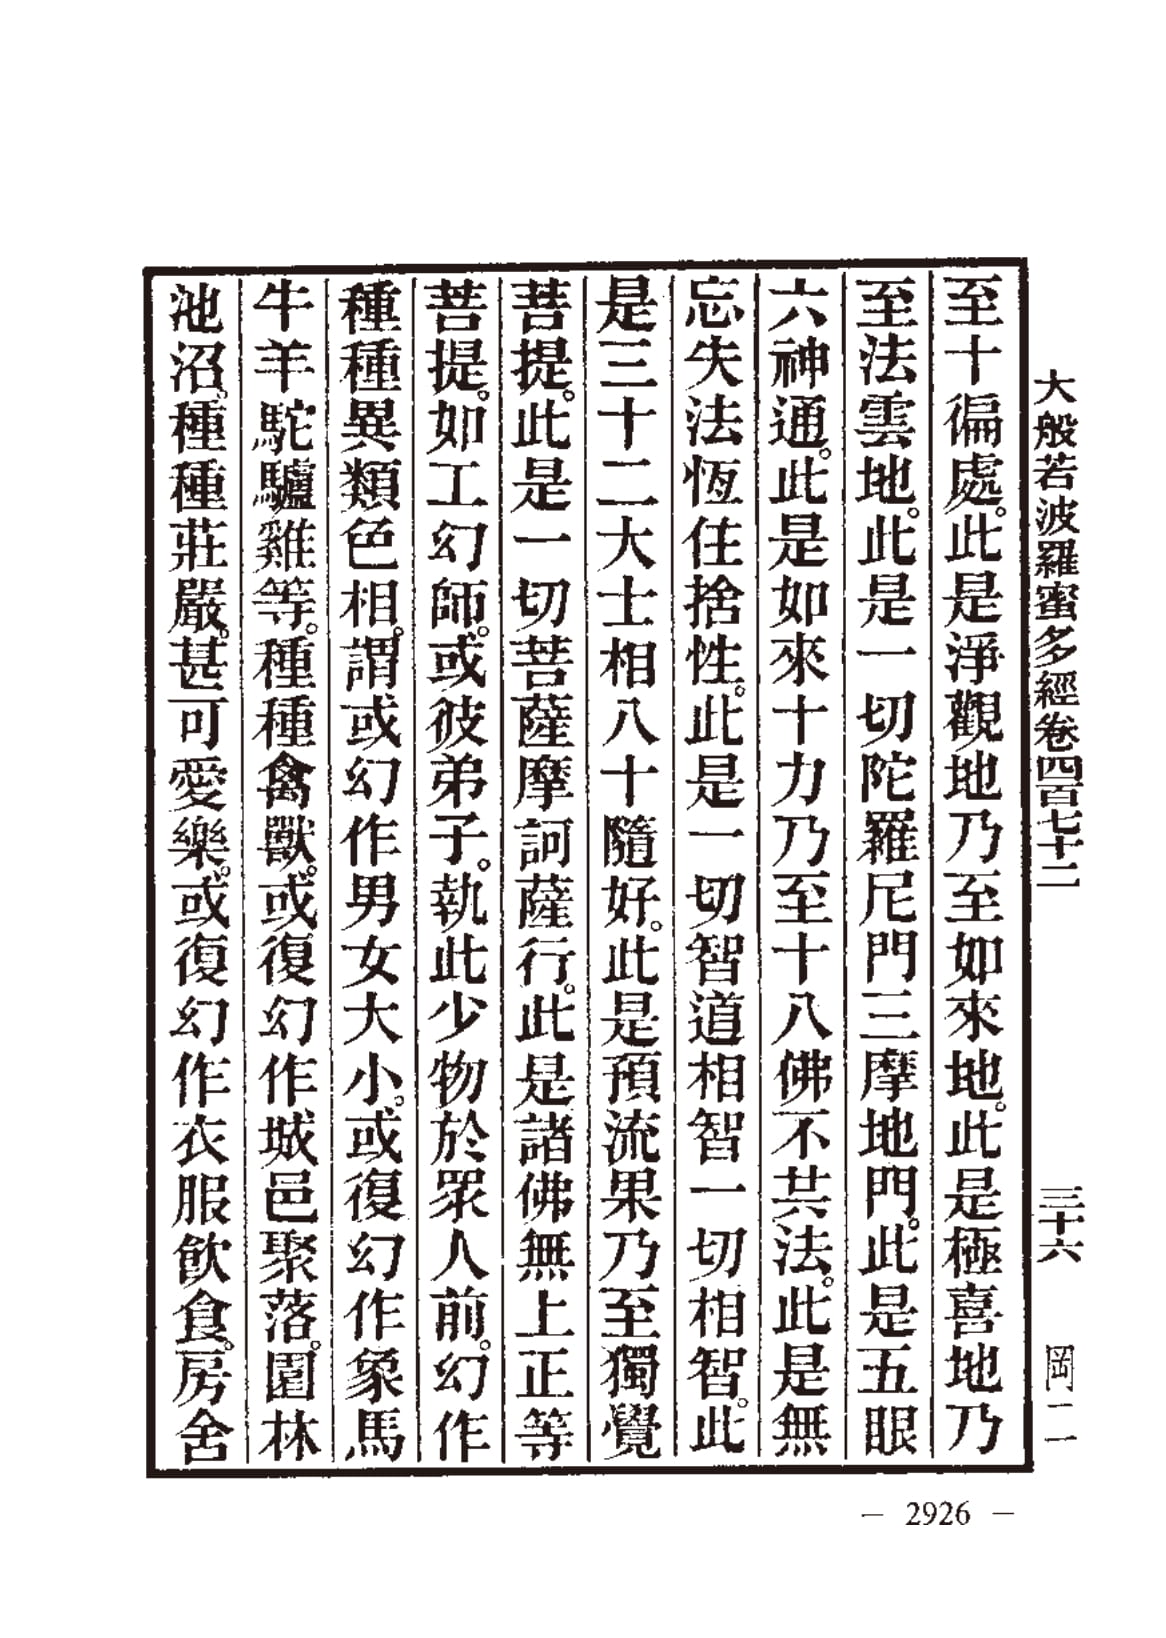 大般若波羅蜜多經卷四百七十二 三十六 岡二
至十徧處。此是淨觀地乃至如來地。此是極喜地乃
至法雲地。此是一切陀羅尼門三摩地門。此是五眼
六神通。此是如來十力乃至十八佛不共法。此是無
忘失法恆住捨性。此是一切智道相智一切相智。此
是三十二大士相八十隨好。此是預流果乃至獨覺
菩提。此是一切菩薩摩訶薩行。此是諸佛無上正等
菩提。如工幻師。或彼弟子。執此少物於眾人前。幻作
種種異類色相。謂或幻作男女大小。或復幻作象馬
牛羊駝驢雞等。種種禽獸。或復幻作城邑聚落。園林
池沼。種種莊嚴。甚可愛樂。或復幻作衣服飲食。房舍
— 2926 —